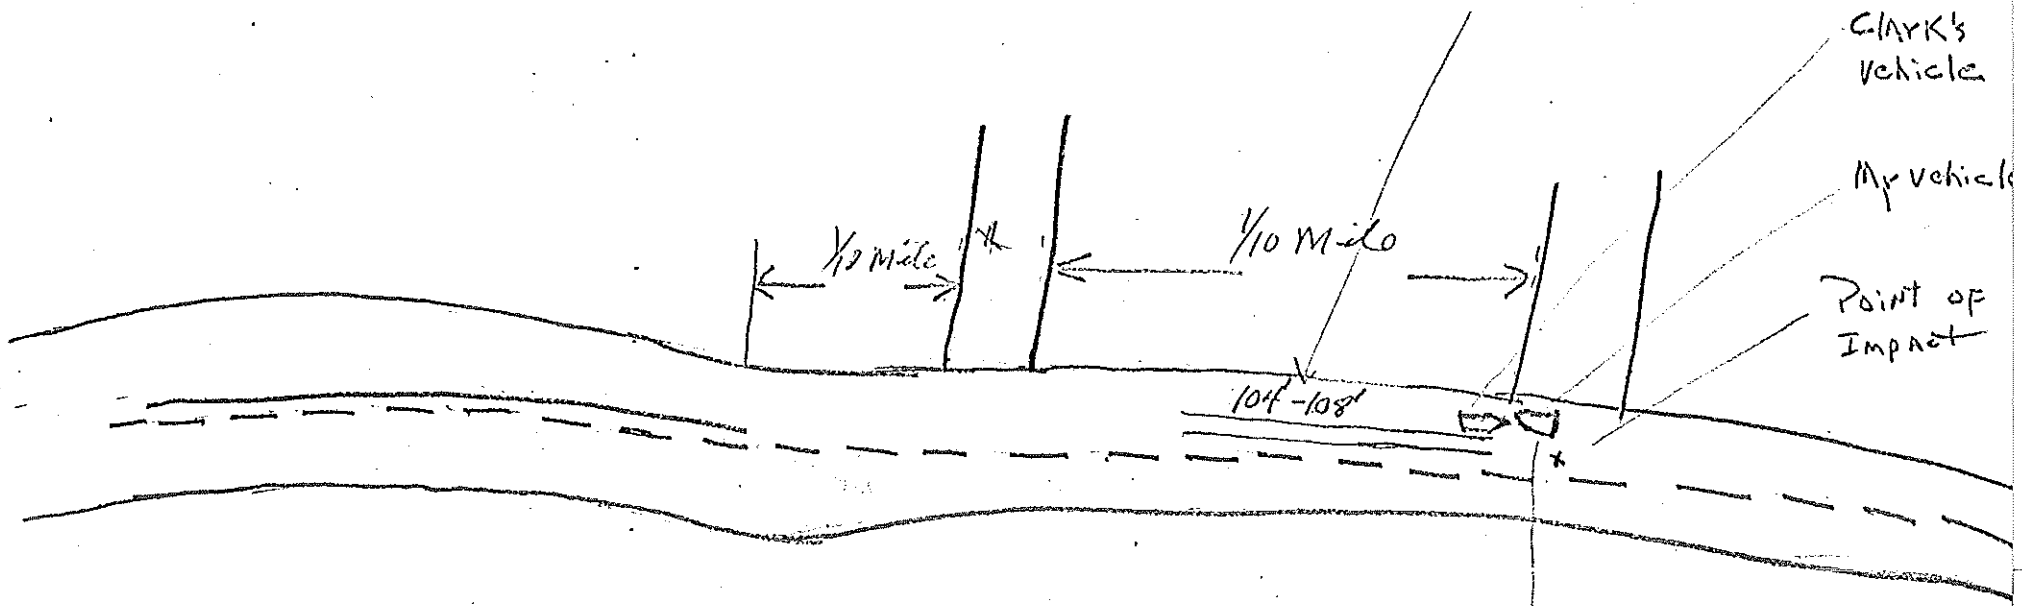 Clark's
Vehicle
My vehicle
1/10 Mile
1/10 Mile
Point of
Impact
104'-108'
x